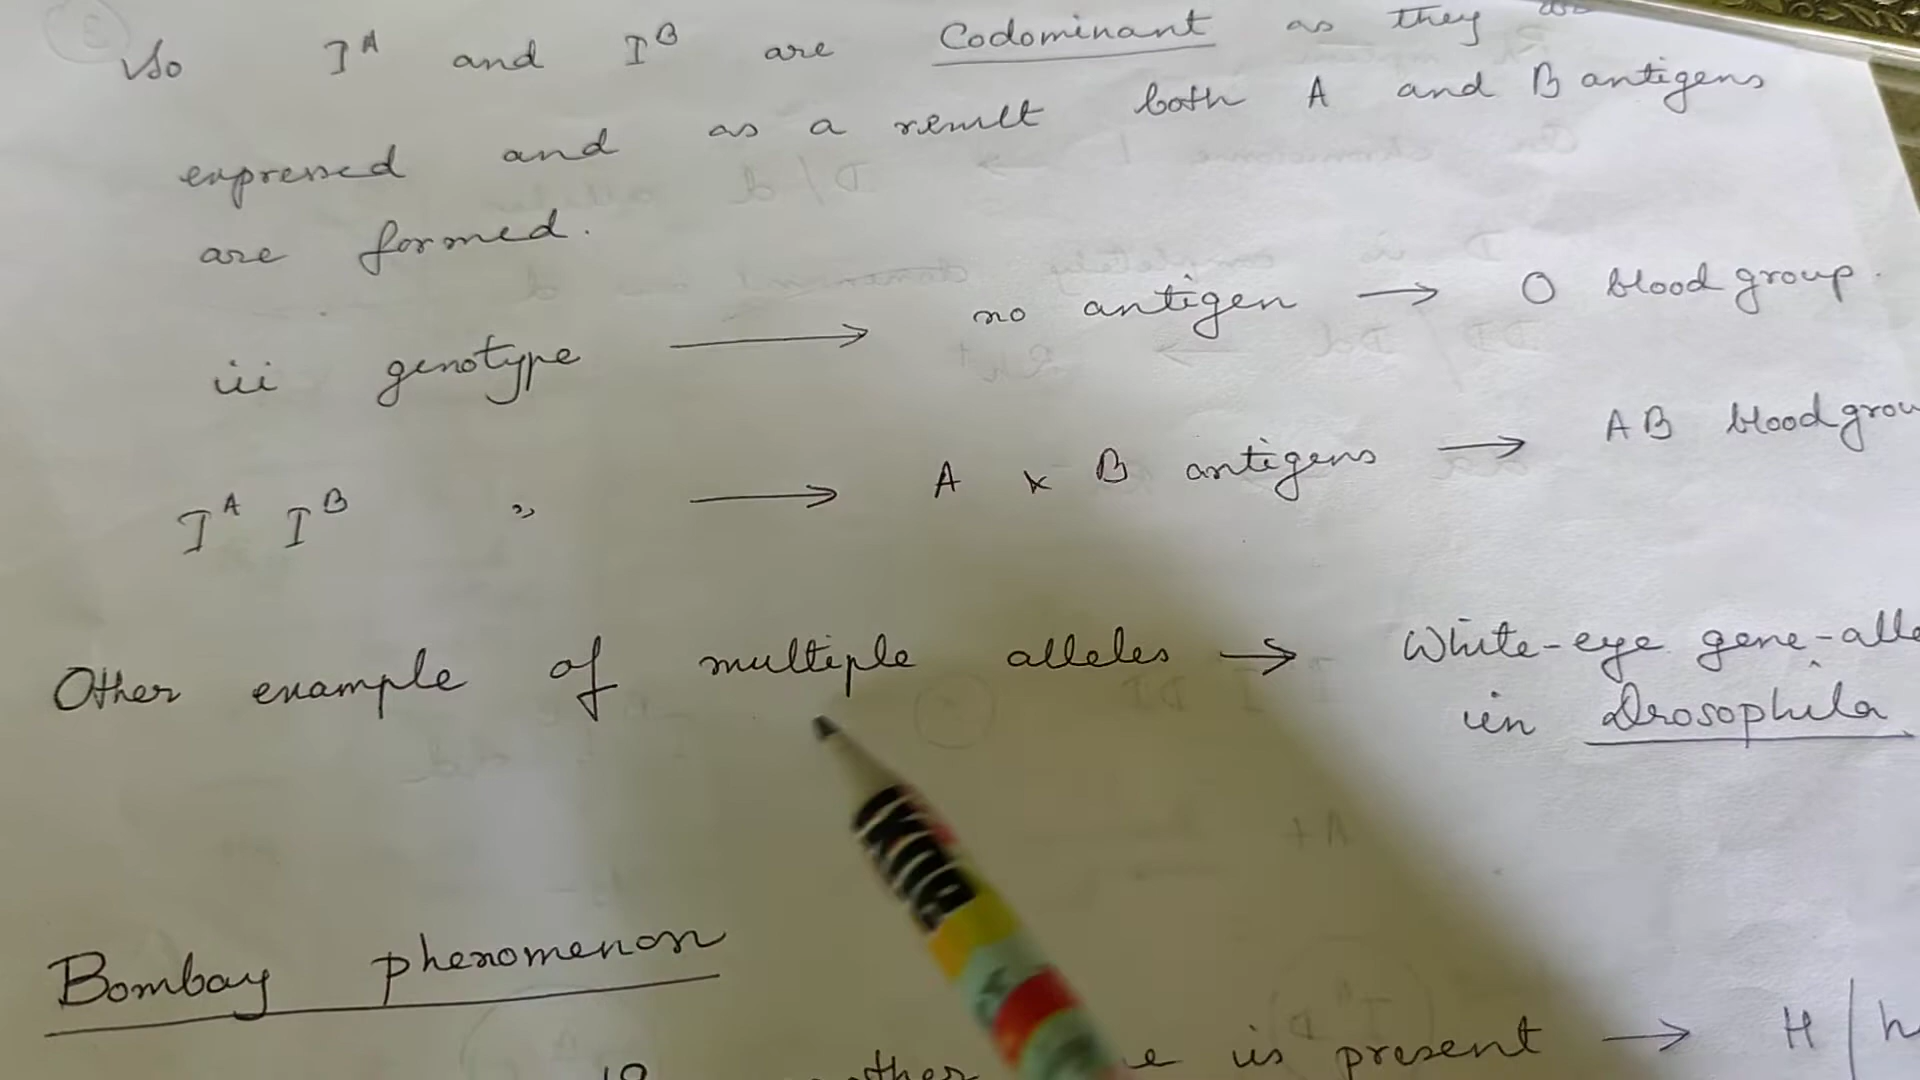 So I^A and I^B are Codominant as they
expressed and as a result both A and B antigens
are formed.
ii genotype → no antigen → O blood group.
I^A I^B " → A & B antigens → AB blood grou
Other example of multiple alleles → White-eye gene-alle
in Drosophila
Bombay phenomenon
is present → H/h